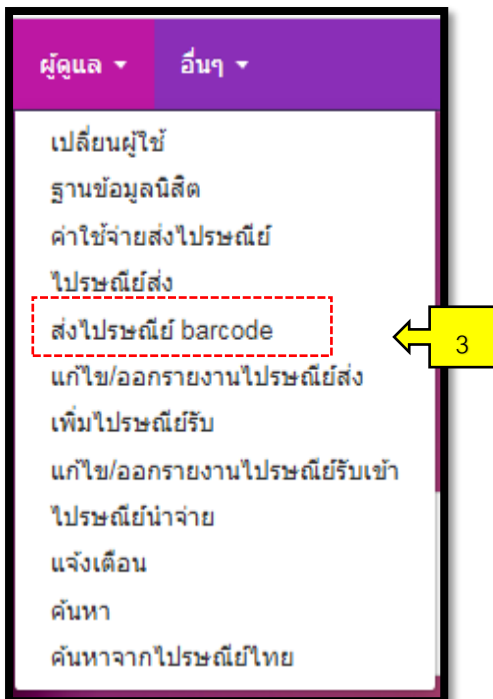 ผู้ดูแล อื่นๆ
เปลี่ยนผู้ใช้
ฐานข้อมูลนิสิต
ค่าใช้จ่ายส่งไปรษณีย์
ไปรษณีย์ส่ง
ส่งไปรษณีย์ barcode
3
แก้ไข/ออกรายงานไปรษณีย์ส่ง
เพิ่มไปรษณีย์รับ
แก้ไข/ออกรายงานไปรษณีย์รับเข้า
ไปรษณีย์นำจ่าย
แจ้งเตือน
ค้นหา
ค้นหาจากไปรษณีย์ไทย